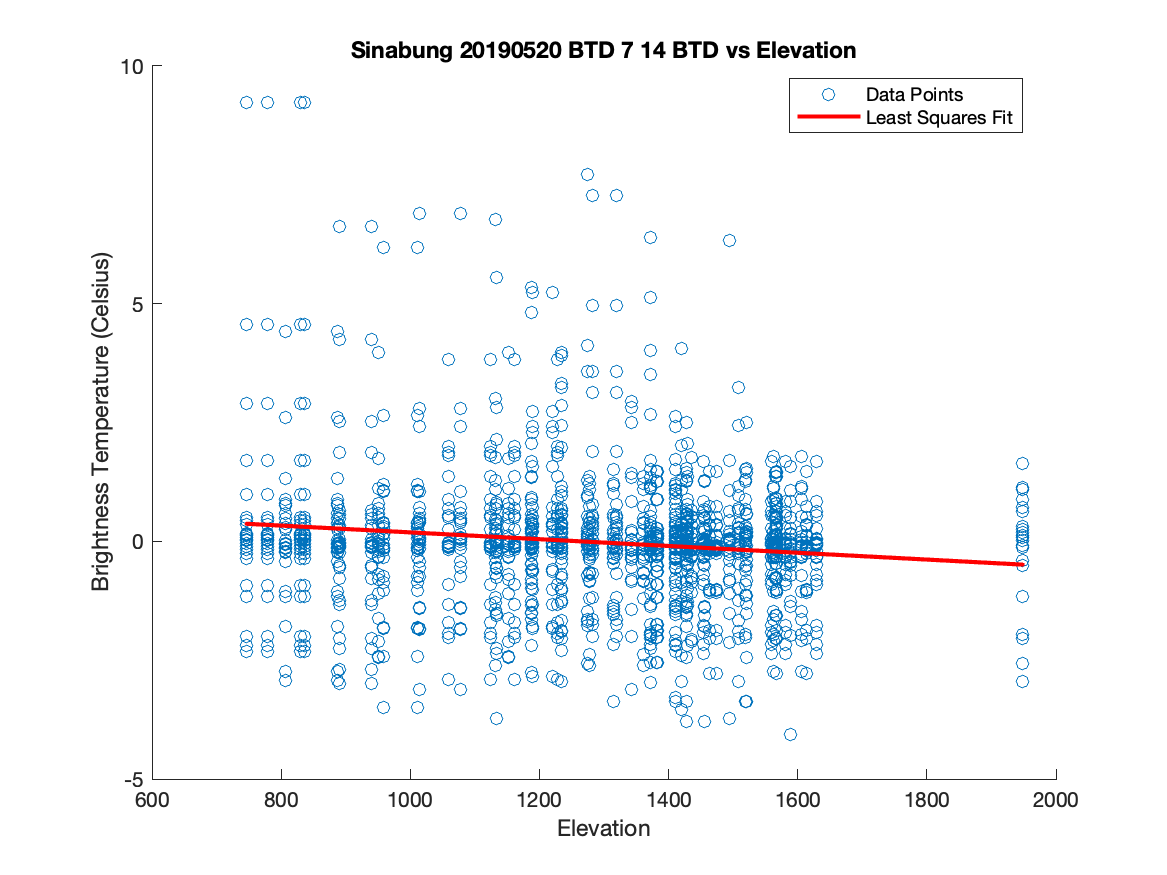 Sinabung 20190520 BTD 7 14 BTD vs Elevation
Data Points
Least Squares Fit
Brightness Temperature (Celsius)
10
5
0
-5
600 800 1000 1200 1400 1600 1800 2000
Elevation